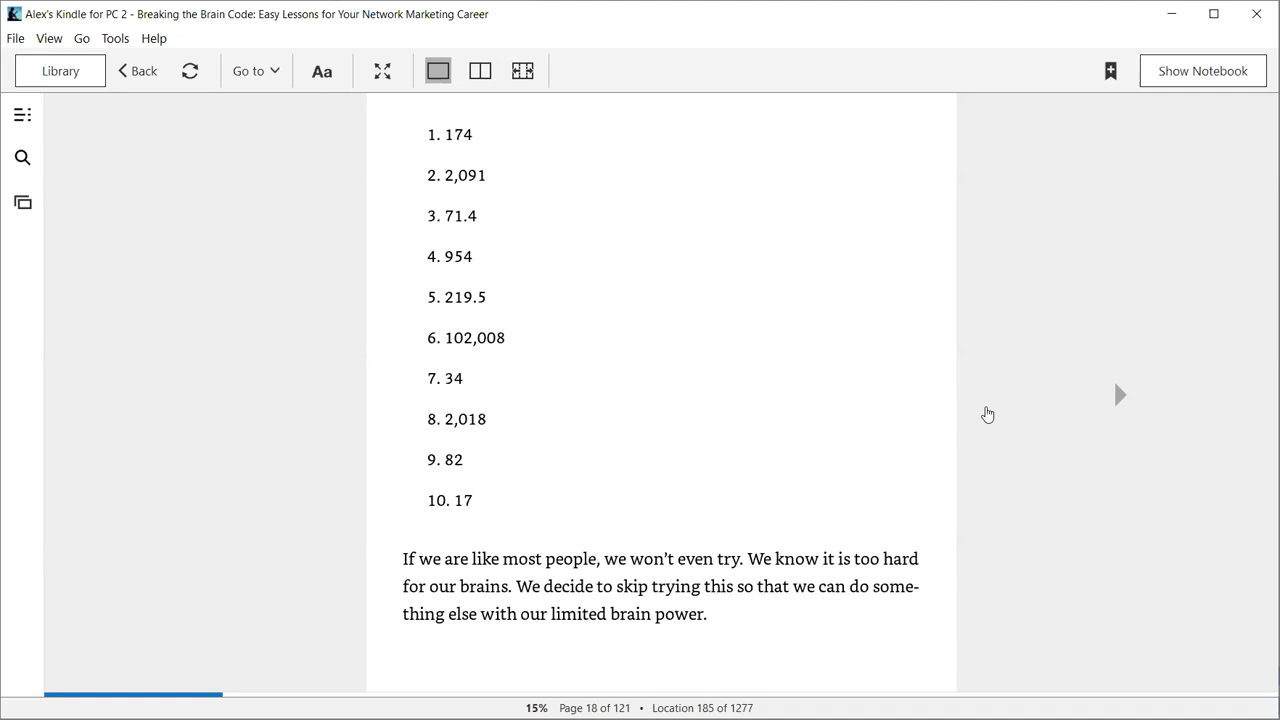 Alex's Kindle for PC 2 - Breaking the Brain Code: Easy Lessons for Your Network Marketing Career
File View Go Tools Help
Library Back Go to Aa Show Notebook
1. 174
2. 2,091
3. 71.4
4. 954
5. 219.5
6. 102,008
7. 34
8. 2,018
9. 82
10. 17
If we are like most people, we won’t even try. We know it is too hard
for our brains. We decide to skip trying this so that we can do some-
thing else with our limited brain power.
15% Page 18 of 121 • Location 185 of 1277